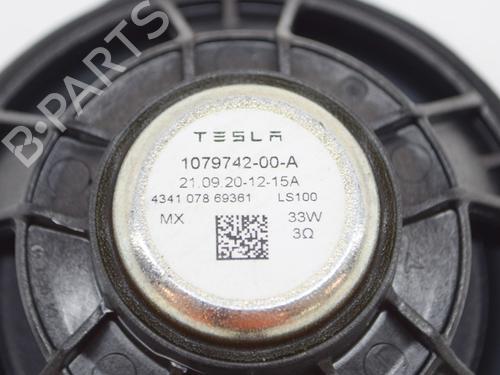 B-PARTS
TESLA
1079742-00-A
21.09.20-12-15A
4341 078 69361 LS100
MX 33W
3Ω